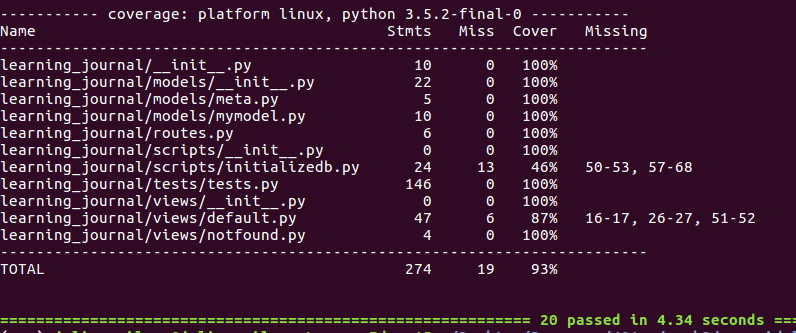 ----------- coverage: platform linux, python 3.5.2-final-0 -----------
Name                                       Stmts   Miss  Cover   Missing
------------------------------------------------------------------------
learning_journal/__init__.py                  10      0   100%
learning_journal/models/__init__.py           22      0   100%
learning_journal/models/meta.py                5      0   100%
learning_journal/models/mymodel.py            10      0   100%
learning_journal/routes.py                     6      0   100%
learning_journal/scripts/__init__.py           0      0   100%
learning_journal/scripts/initializedb.py      24     13    46%   50-53, 57-68
learning_journal/tests/tests.py              146      0   100%
learning_journal/views/__init__.py             0      0   100%
learning_journal/views/default.py             47      6    87%   16-17, 26-27, 51-52
learning_journal/views/notfound.py             4      0   100%
------------------------------------------------------------------------
TOTAL                                        274     19    93%
=========================================================== 20 passed in 4.34 seconds ===